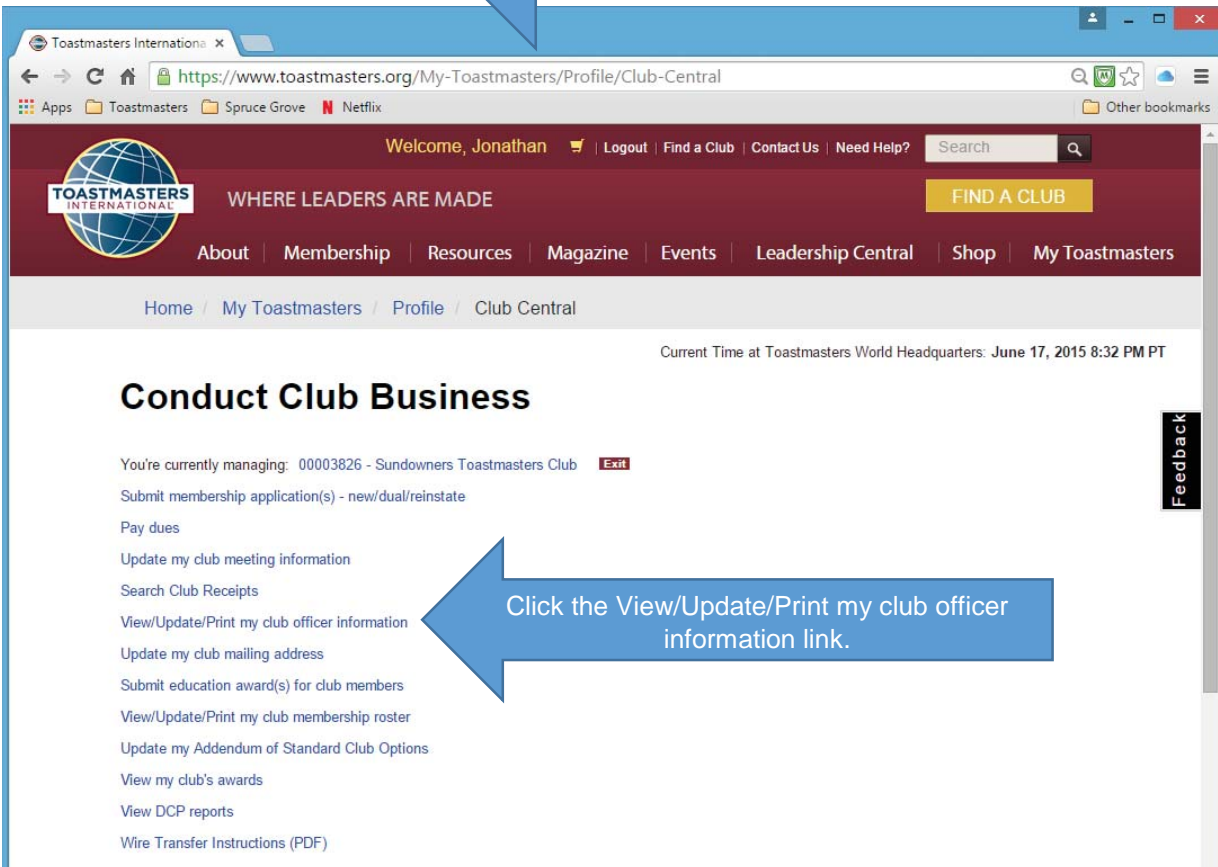 Toastmasters Internationa
https://www.toastmasters.org/My-Toastmasters/Profile/Club-Central
Apps Toastmasters Spruce Grove N Netflix Other bookmarks
Welcome, Jonathan | Logout | Find a Club | Contact Us | Need Help? Search
TOASTMASTERS
INTERNATIONAL
WHERE LEADERS ARE MADE FIND A CLUB
About | Membership | Resources | Magazine | Events | Leadership Central | Shop | My Toastmasters
Home / My Toastmasters / Profile / Club Central
Current Time at Toastmasters World Headquarters: June 17, 2015 8:32 PM PT
Conduct Club Business
Feedback
You're currently managing: 00003826 - Sundowners Toastmasters Club Exit
Submit membership application(s) - new/dual/reinstate
Pay dues
Update my club meeting information
Search Club Receipts
View/Update/Print my club officer information
Click the View/Update/Print my club officer
information link.
Update my club mailing address
Submit education award(s) for club members
View/Update/Print my club membership roster
Update my Addendum of Standard Club Options
View my club's awards
View DCP reports
Wire Transfer Instructions (PDF)